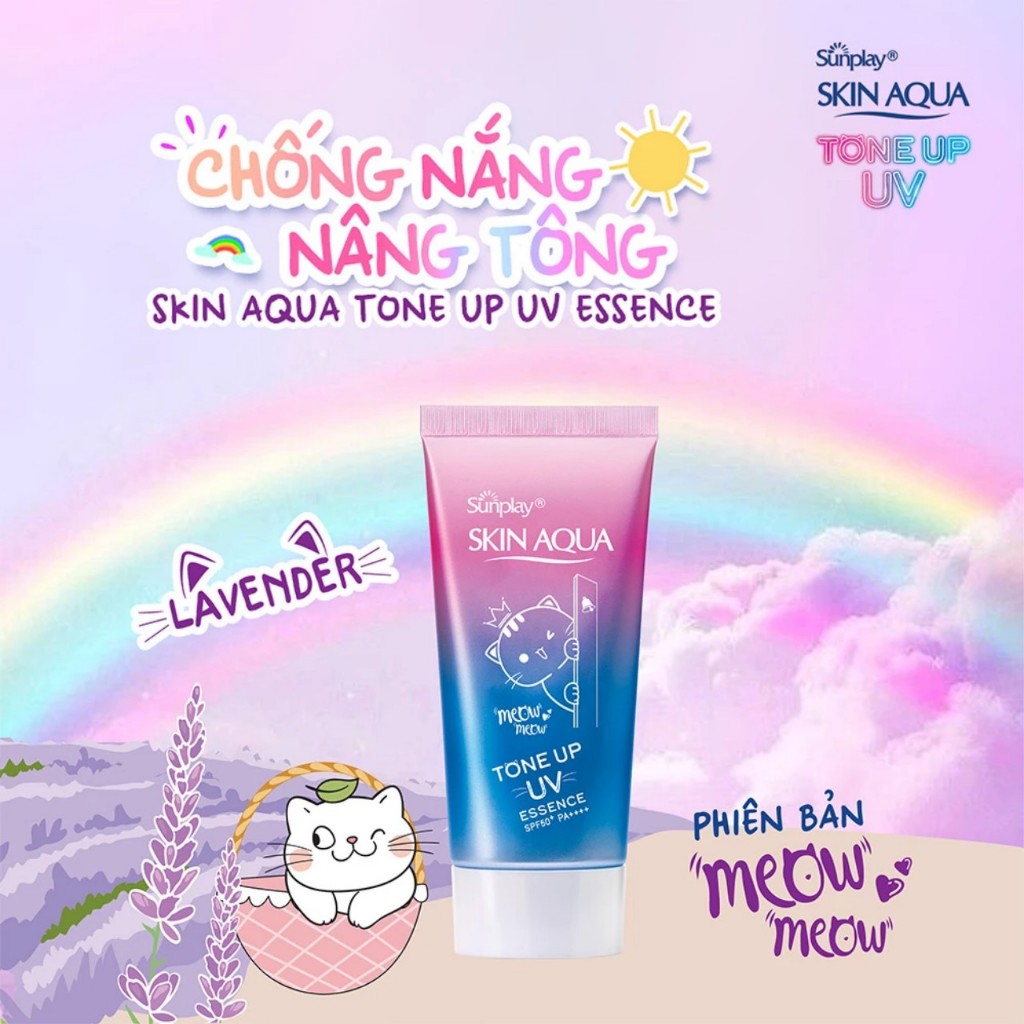 Sunplay®
SKIN AQUA
TONE UP
UV
CHỐNG NẮNG
NÂNG TÔNG
SKIN AQUA TONE UP UV ESSENCE
LAVENDER
Sunplay®
SKIN AQUA
"meow
meow"
TONE UP
UV
ESSENCE
SPF50+ PA++++
PHIÊN BẢN
"meow"
"meow"